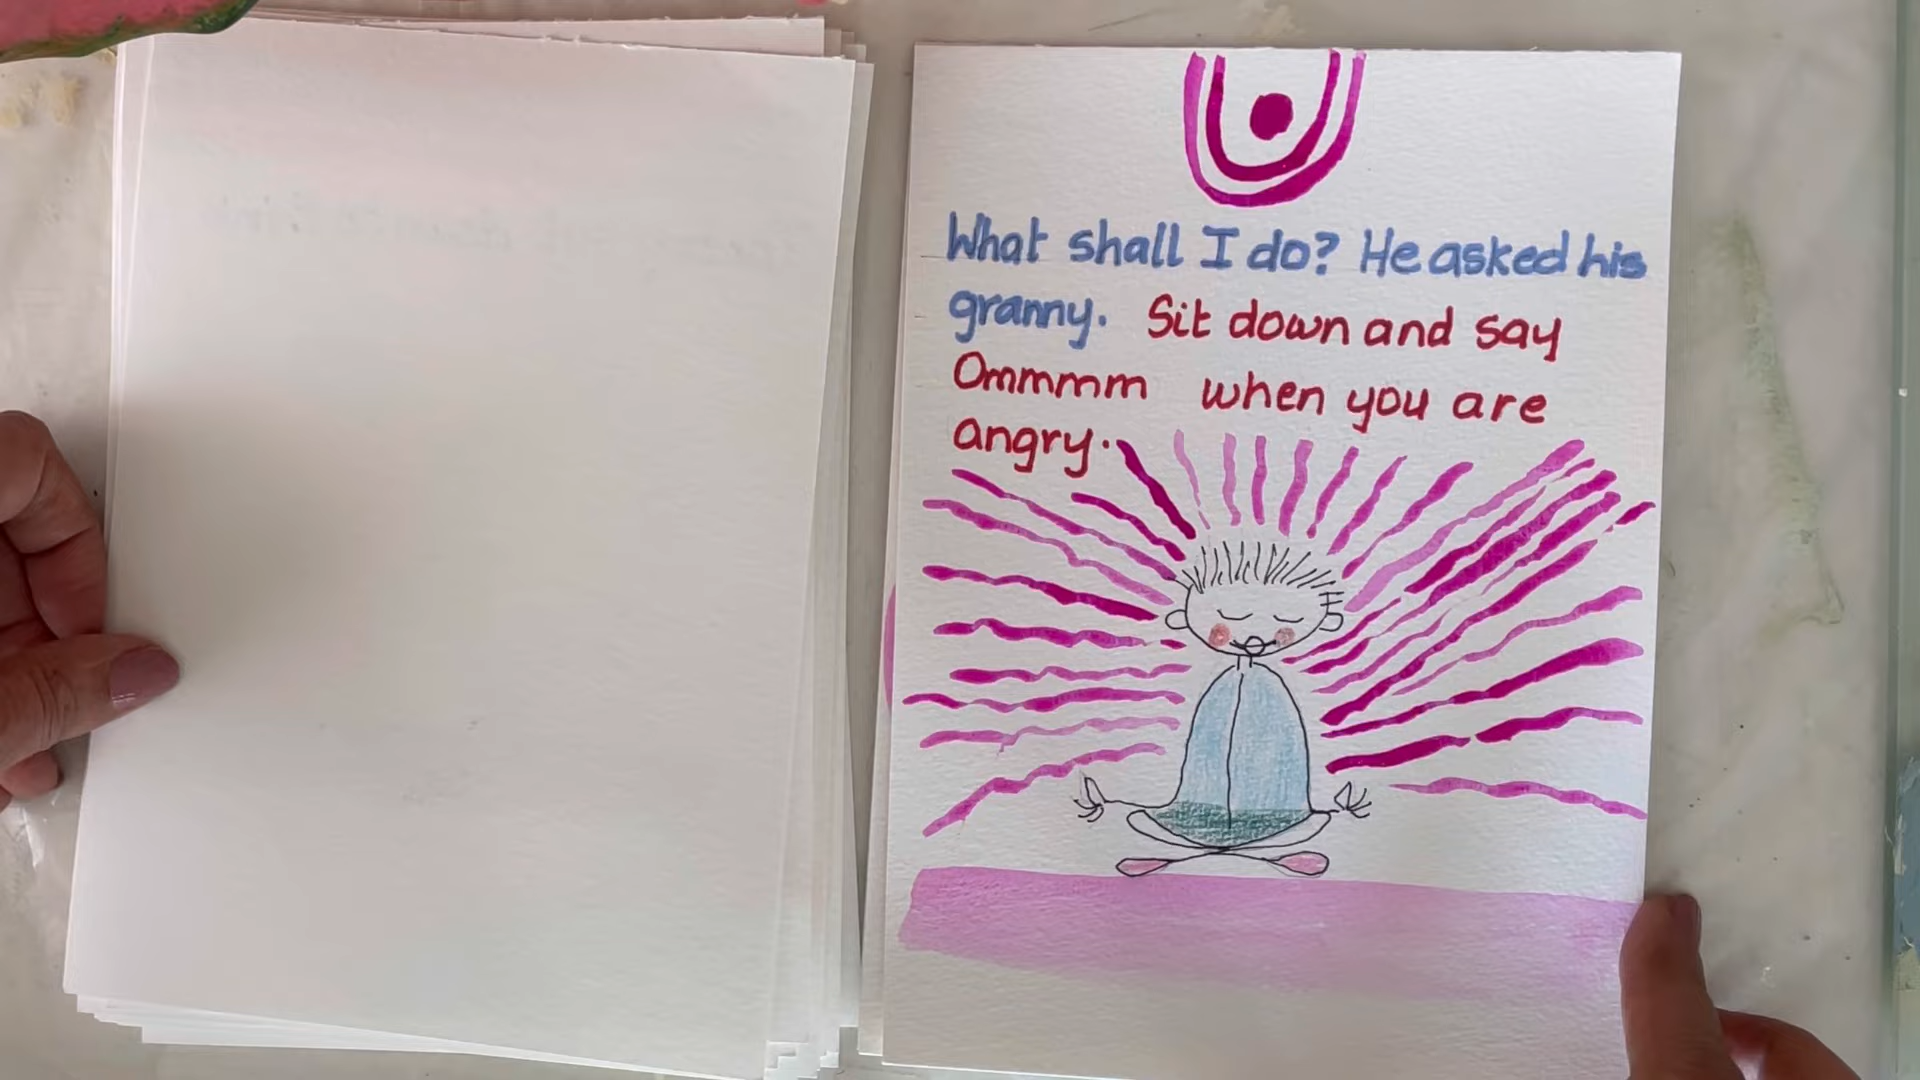 What shall I do? He asked his
granny. Sit down and say
Ommmm when you are
angry.